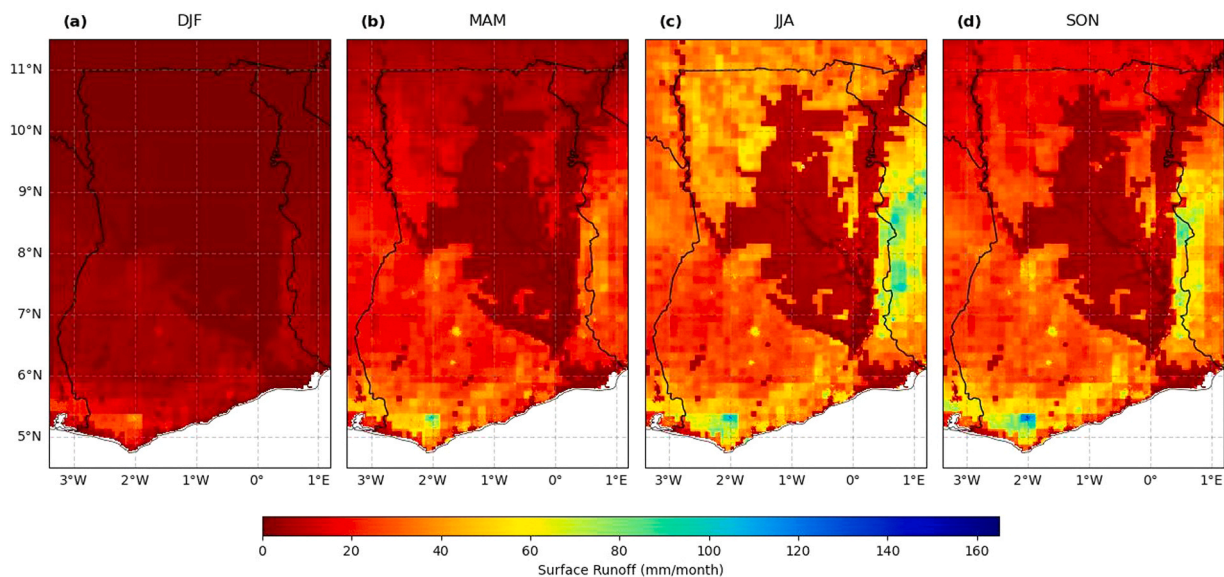 (a) DJF (b) MAM (c) JJA (d) SON
11°N
10°N
9°N
8°N
7°N
6°N
5°N
3°W 2°W 1°W 0° 1°E 3°W 2°W 1°W 0° 1°E 3°W 2°W 1°W 0° 1°E 3°W 2°W 1°W 0° 1°E
0 20 40 60 80 100 120 140 160
Surface Runoff (mm/month)